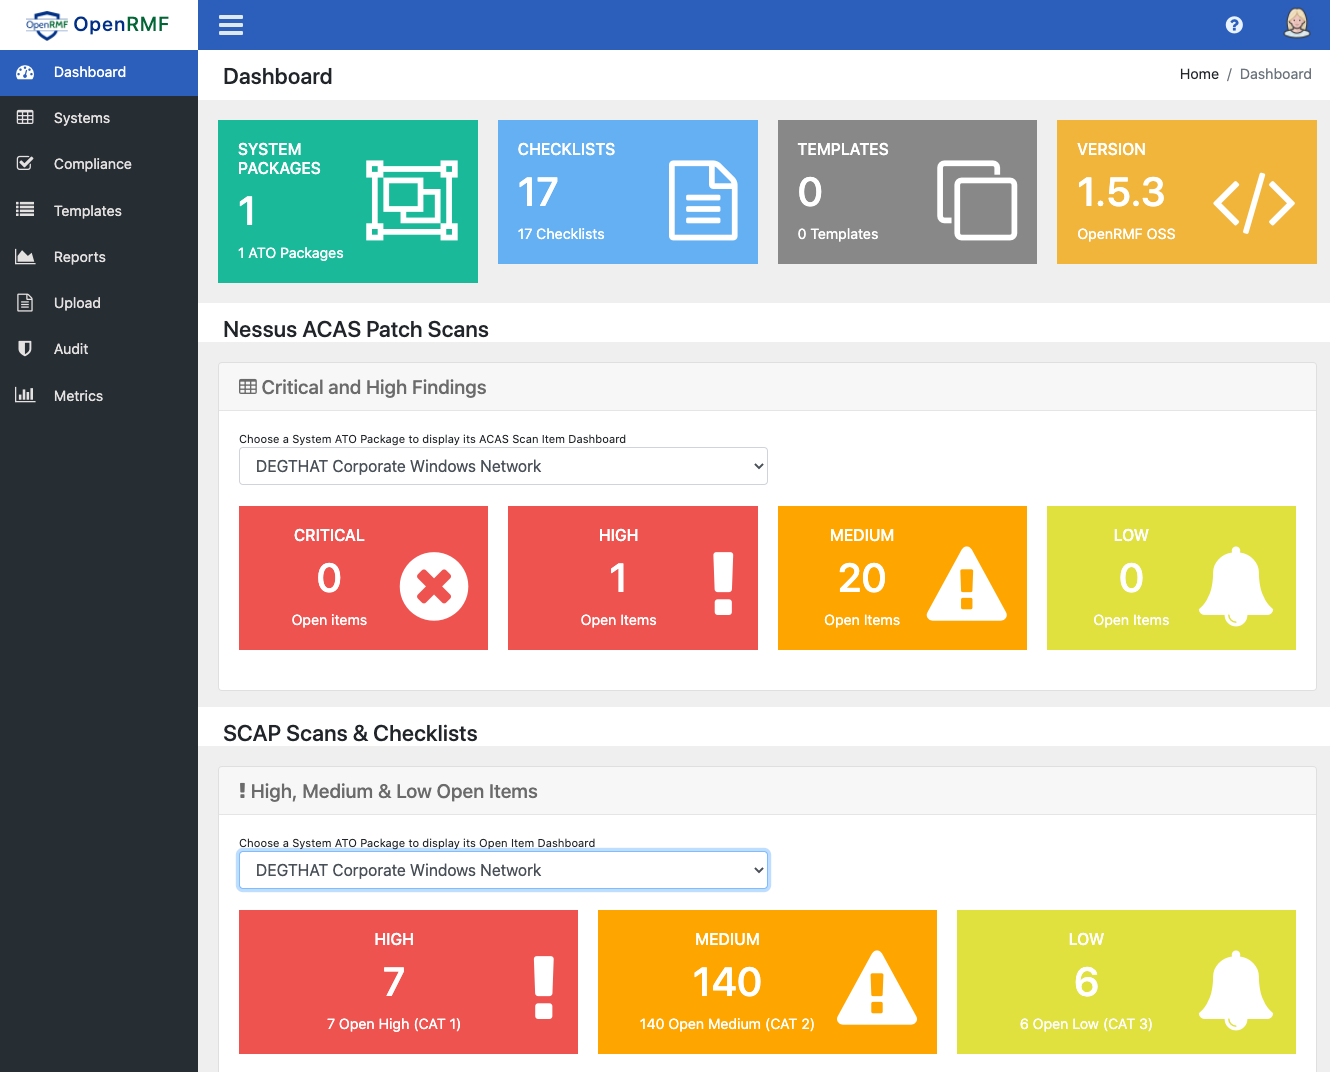 OpenRMF OpenRMF
Dashboard
Systems
Compliance
Templates
Reports
Upload
Audit
Metrics
Dashboard
Home / Dashboard
SYSTEM
PACKAGES
1
1 ATO Packages
CHECKLISTS
17
17 Checklists
TEMPLATES
0
0 Templates
VERSION
1.5.3
OpenRMF OSS
Nessus ACAS Patch Scans
Critical and High Findings
Choose a System ATO Package to display its ACAS Scan Item Dashboard
DEGTHAT Corporate Windows Network
CRITICAL
0
Open items
HIGH
1
Open Items
MEDIUM
20
Open Items
LOW
0
Open Items
SCAP Scans & Checklists
High, Medium & Low Open Items
Choose a System ATO Package to display its Open Item Dashboard
DEGTHAT Corporate Windows Network
HIGH
7
7 Open High (CAT 1)
MEDIUM
140
140 Open Medium (CAT 2)
LOW
6
6 Open Low (CAT 3)